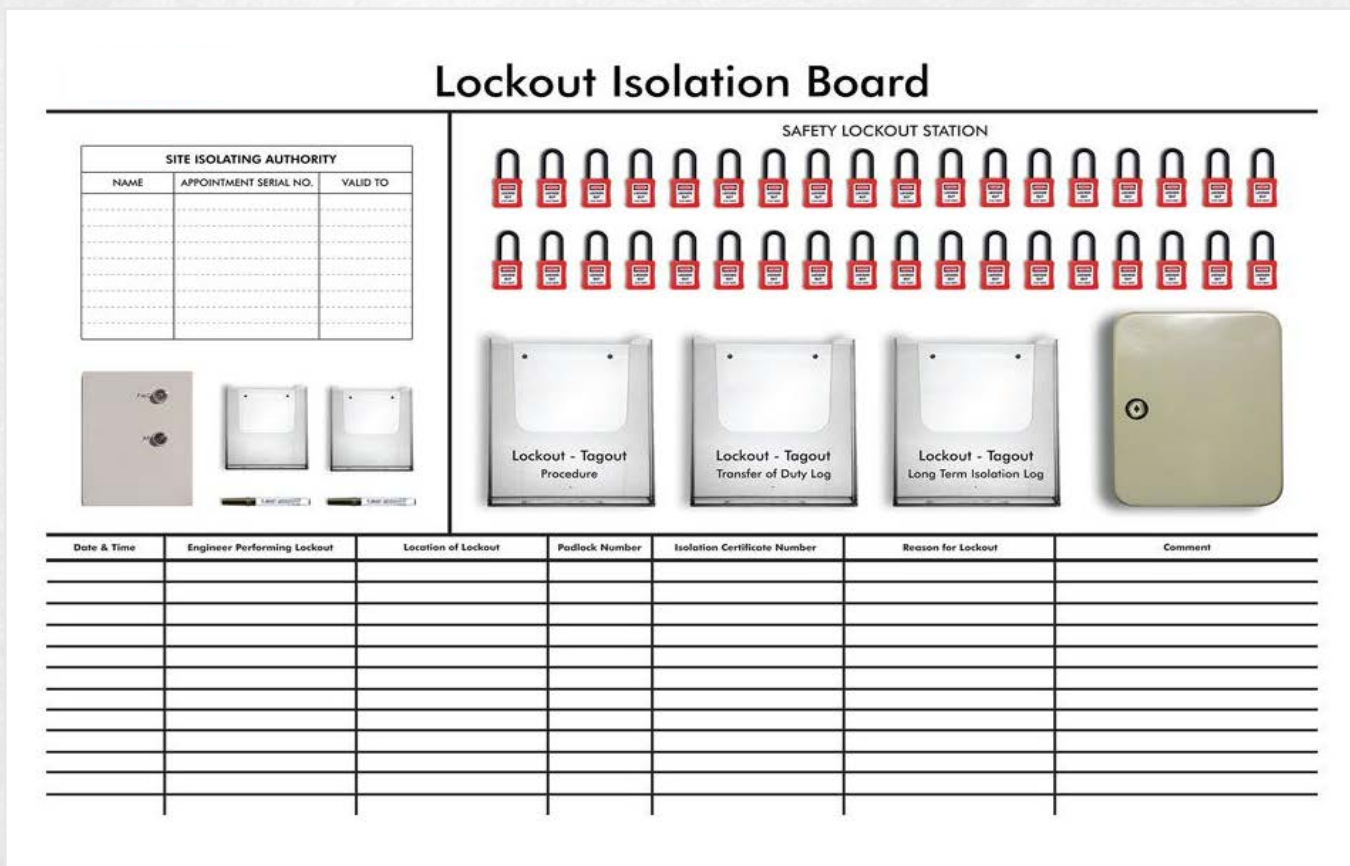 Lockout Isolation Board
SITE ISOLATING AUTHORITY
NAME APPOINTMENT SERIAL NO. VALID TO
SAFETY LOCKOUT STATION
Lockout - Tagout
Procedure
Lockout - Tagout
Transfer of Duty Log
Lockout - Tagout
Long Term Isolation Log
Date & Time Engineer Performing Lockout Location of Lockout Padlock Number Isolation Certificate Number Reason for Lockout Comment